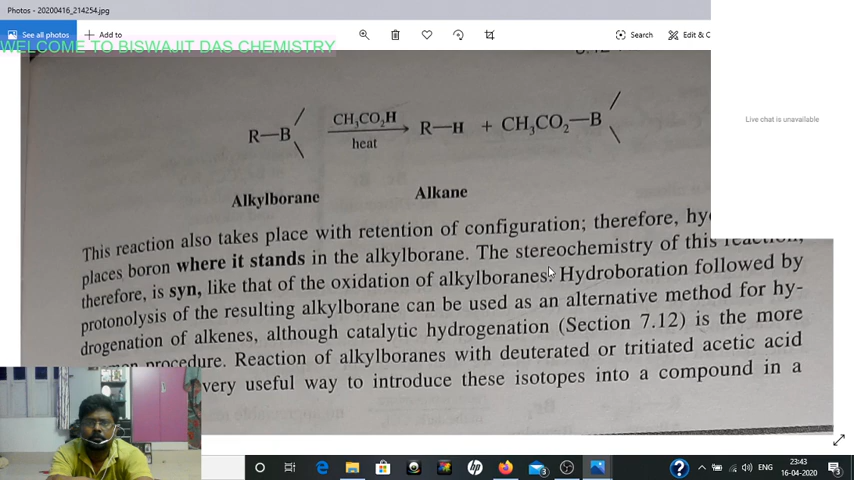 Photos - 20200416_214254.jpg
See all photos
Add to
Search
Edit & C
WELCOME TO BISWAJIT DAS CHEMISTRY
Live chat is unavailable
R—B CH₃CO₂H heat R—H + CH₃CO₂—B
Alkylborane Alkane
This reaction also takes place with retention of configuration; therefore, hy
places boron where it stands in the alkylborane. The stereochemistry of this reaction,
therefore, is syn, like that of the oxidation of alkylboranes. Hydroboration followed by
protonolysis of the resulting alkylborane can be used as an alternative method for hy-
drogenation of alkenes, although catalytic hydrogenation (Section 7.12) is the more
procedure. Reaction of alkylboranes with deuterated or tritiated acetic acid
very useful way to introduce these isotopes into a compound in a
ENG
23:43
16-04-2020